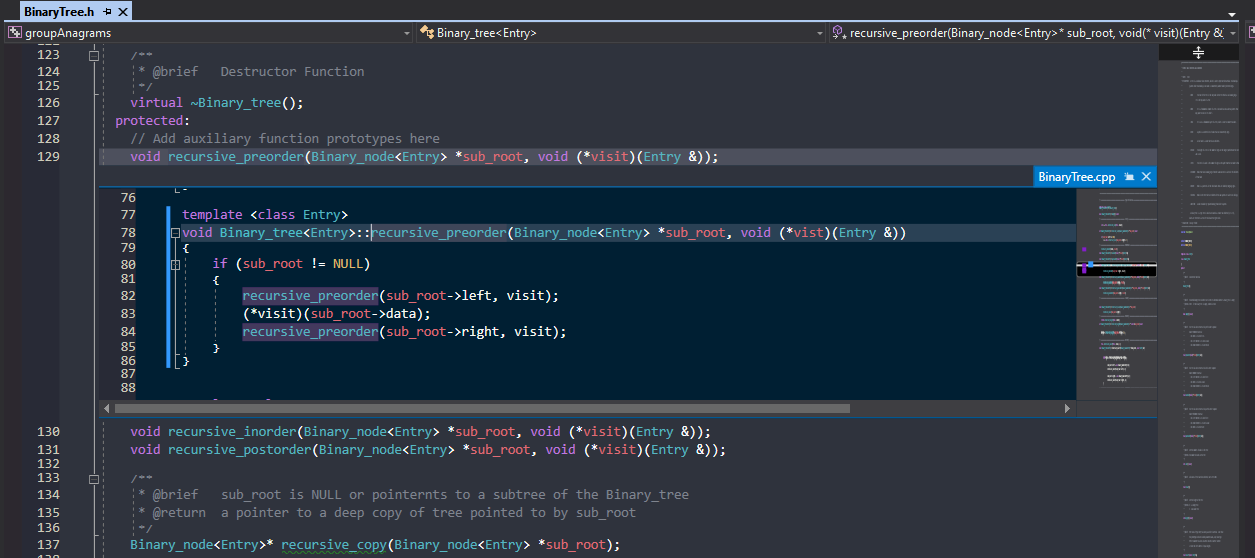 BinaryTree.h
groupAnagrams
Binary_tree<Entry>
recursive_preorder(Binary_node<Entry>* sub_root, void(* visit)(Entry &
123 /**
124 * @brief   Destructor Function
125 */
126 virtual ~Binary_tree();
127 protected:
128 // Add auxiliary function prototypes here
129 void recursive_preorder(Binary_node<Entry> *sub_root, void (*visit)(Entry &));
BinaryTree.cpp
76
77 template <class Entry>
78 void Binary_tree<Entry>::recursive_preorder(Binary_node<Entry> *sub_root, void (*vist)(Entry &))
79 {
80 if (sub_root != NULL)
81 {
82 recursive_preorder(sub_root->left, visit);
83 (*visit)(sub_root->data);
84 recursive_preorder(sub_root->right, visit);
85 }
86 }
87
88
130 void recursive_inorder(Binary_node<Entry> *sub_root, void (*visit)(Entry &));
131 void recursive_postorder(Binary_node<Entry> *sub_root, void (*visit)(Entry &));
132
133 /**
134 * @brief   sub_root is NULL or pointernts to a subtree of the Binary_tree
135 * @return  a pointer to a deep copy of tree pointed to by sub_root
136 */
137 Binary_node<Entry>* recursive_copy(Binary_node<Entry> *sub_root);